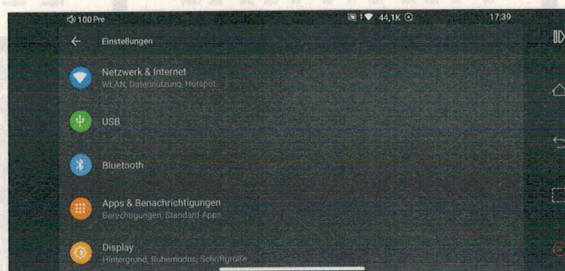 100 Pre
44,1K
17:39
Einstellungen
Netzwerk & Internet
WLAN, Datennutzung, Hotspot
USB
Bluetooth
Apps & Benachrichtigungen
Berechtigungen, Standard-Apps
Display
Hintergrund, Ruhemodus, Schriftgröße